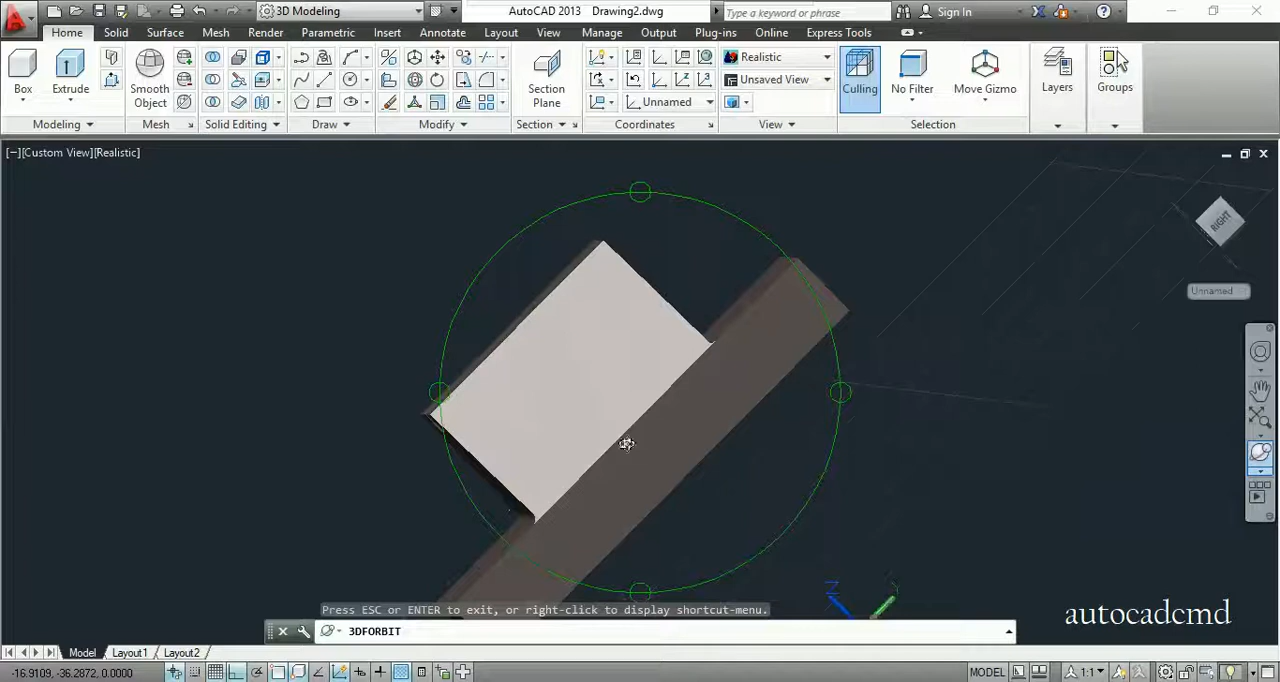 3D Modeling
AutoCAD 2013 Drawing2.dwg
Type a keyword or phrase
Sign In
Home Solid Surface Mesh Render Parametric Insert Annotate Layout View Manage Output Plug-ins Online Express Tools
Box
Extrude
Smooth
Object
Section
Plane
Realistic
Unsaved View
Unnamed
Culling
No Filter
Move Gizmo
Layers
Groups
Modeling Mesh Solid Editing Draw Modify Section Coordinates View Selection
[−][Custom View][Realistic]
RIGHT
Unnamed
Z
Press ESC or ENTER to exit, or right-click to display shortcut-menu.
3DFORBIT
autocadcmd
Model Layout1 Layout2
-16.9109, -36.2872, 0.0000
MODEL
1:1